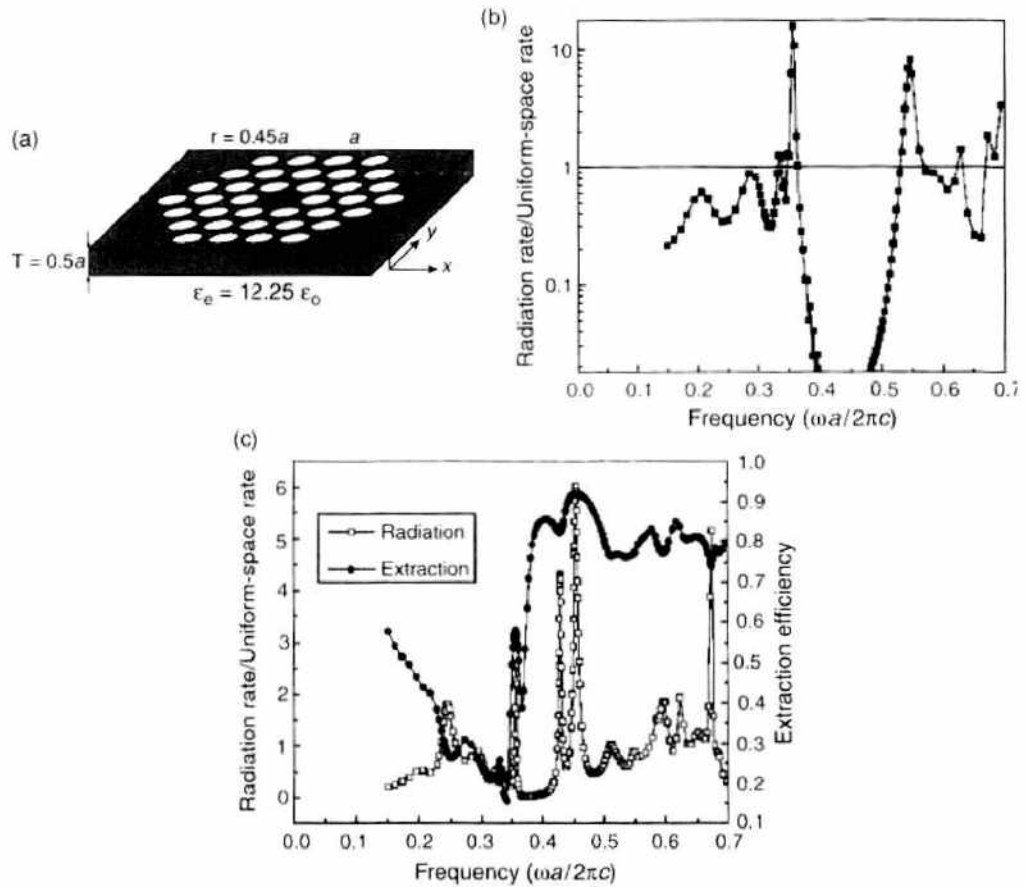 (a)
r = 0.45a
a
T = 0.5a
y
x
εe = 12.25 εo
(b)
Radiation rate/Uniform-space rate
10
1
0.1
0.0 0.1 0.2 0.3 0.4 0.5 0.6 0.7
Frequency (ωa/2πc)
(c)
Radiation rate/Uniform-space rate
6
5
4
3
2
1
0
Radiation
Extraction
1.0
0.9
0.8
0.7
0.6
0.5
0.4
0.3
0.2
0.1
Extraction efficiency
0.0 0.1 0.2 0.3 0.4 0.5 0.6 0.7
Frequency (ωa/2πc)